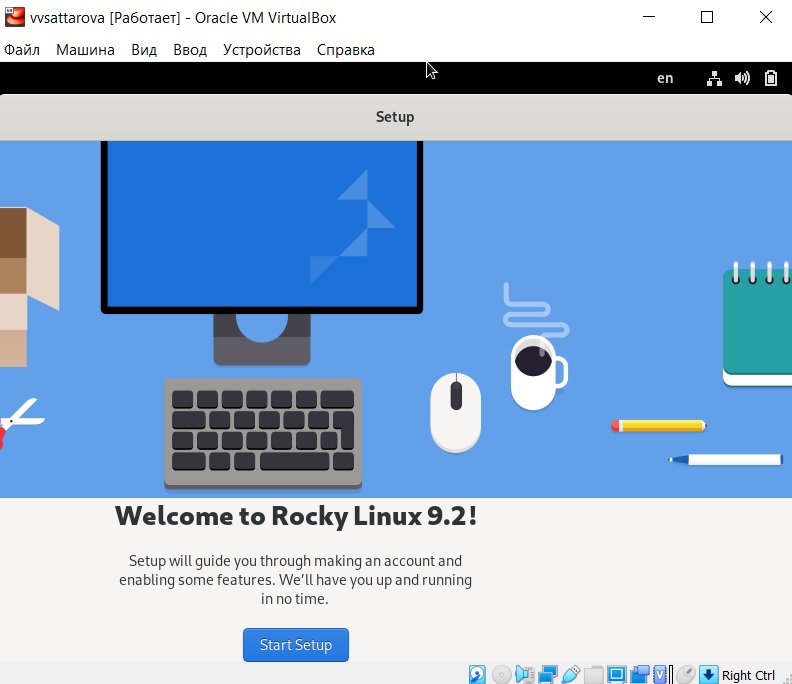 vvsattarova [Работает] - Oracle VM VirtualBox
Файл Машина Вид Ввод Устройства Справка
en
Setup
Welcome to Rocky Linux 9.2!
Setup will guide you through making an account and
enabling some features. We'll have you up and running
in no time.
Start Setup
Right Ctrl